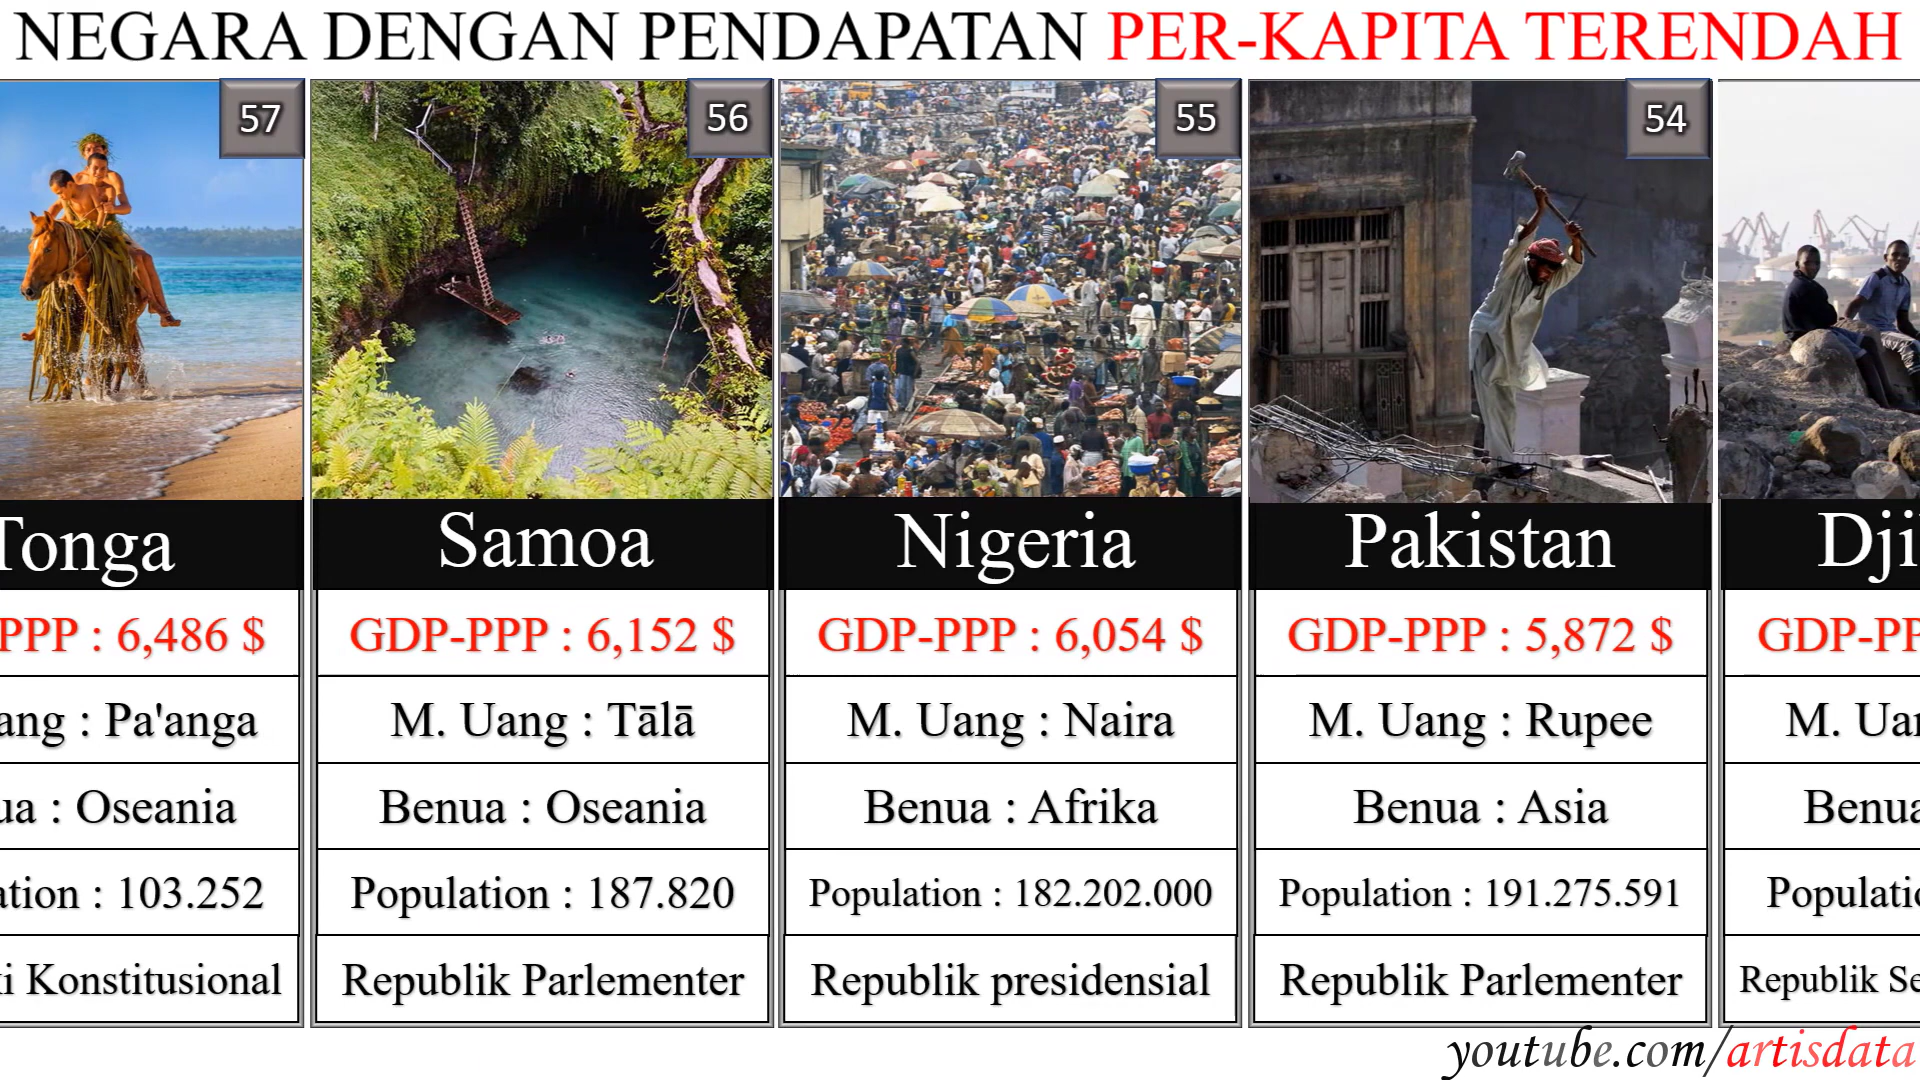 NEGARA DENGAN PENDAPATAN PER-KAPITA TERENDAH
57
Tonga
PPP : 6,486 $
ang : Pa'anga
ua : Oseania
ation : 103.252
i Konstitusional
56
Samoa
GDP-PPP : 6,152 $
M. Uang : Tālā
Benua : Oseania
Population : 187.820
Republik Parlementer
55
Nigeria
GDP-PPP : 6,054 $
M. Uang : Naira
Benua : Afrika
Population : 182.202.000
Republik presidensial
54
Pakistan
GDP-PPP : 5,872 $
M. Uang : Rupee
Benua : Asia
Population : 191.275.591
Republik Parlementer
Dji
GDP-PP
M. Uan
Benua
Populatio
Republik Se
youtube.com/artisdata